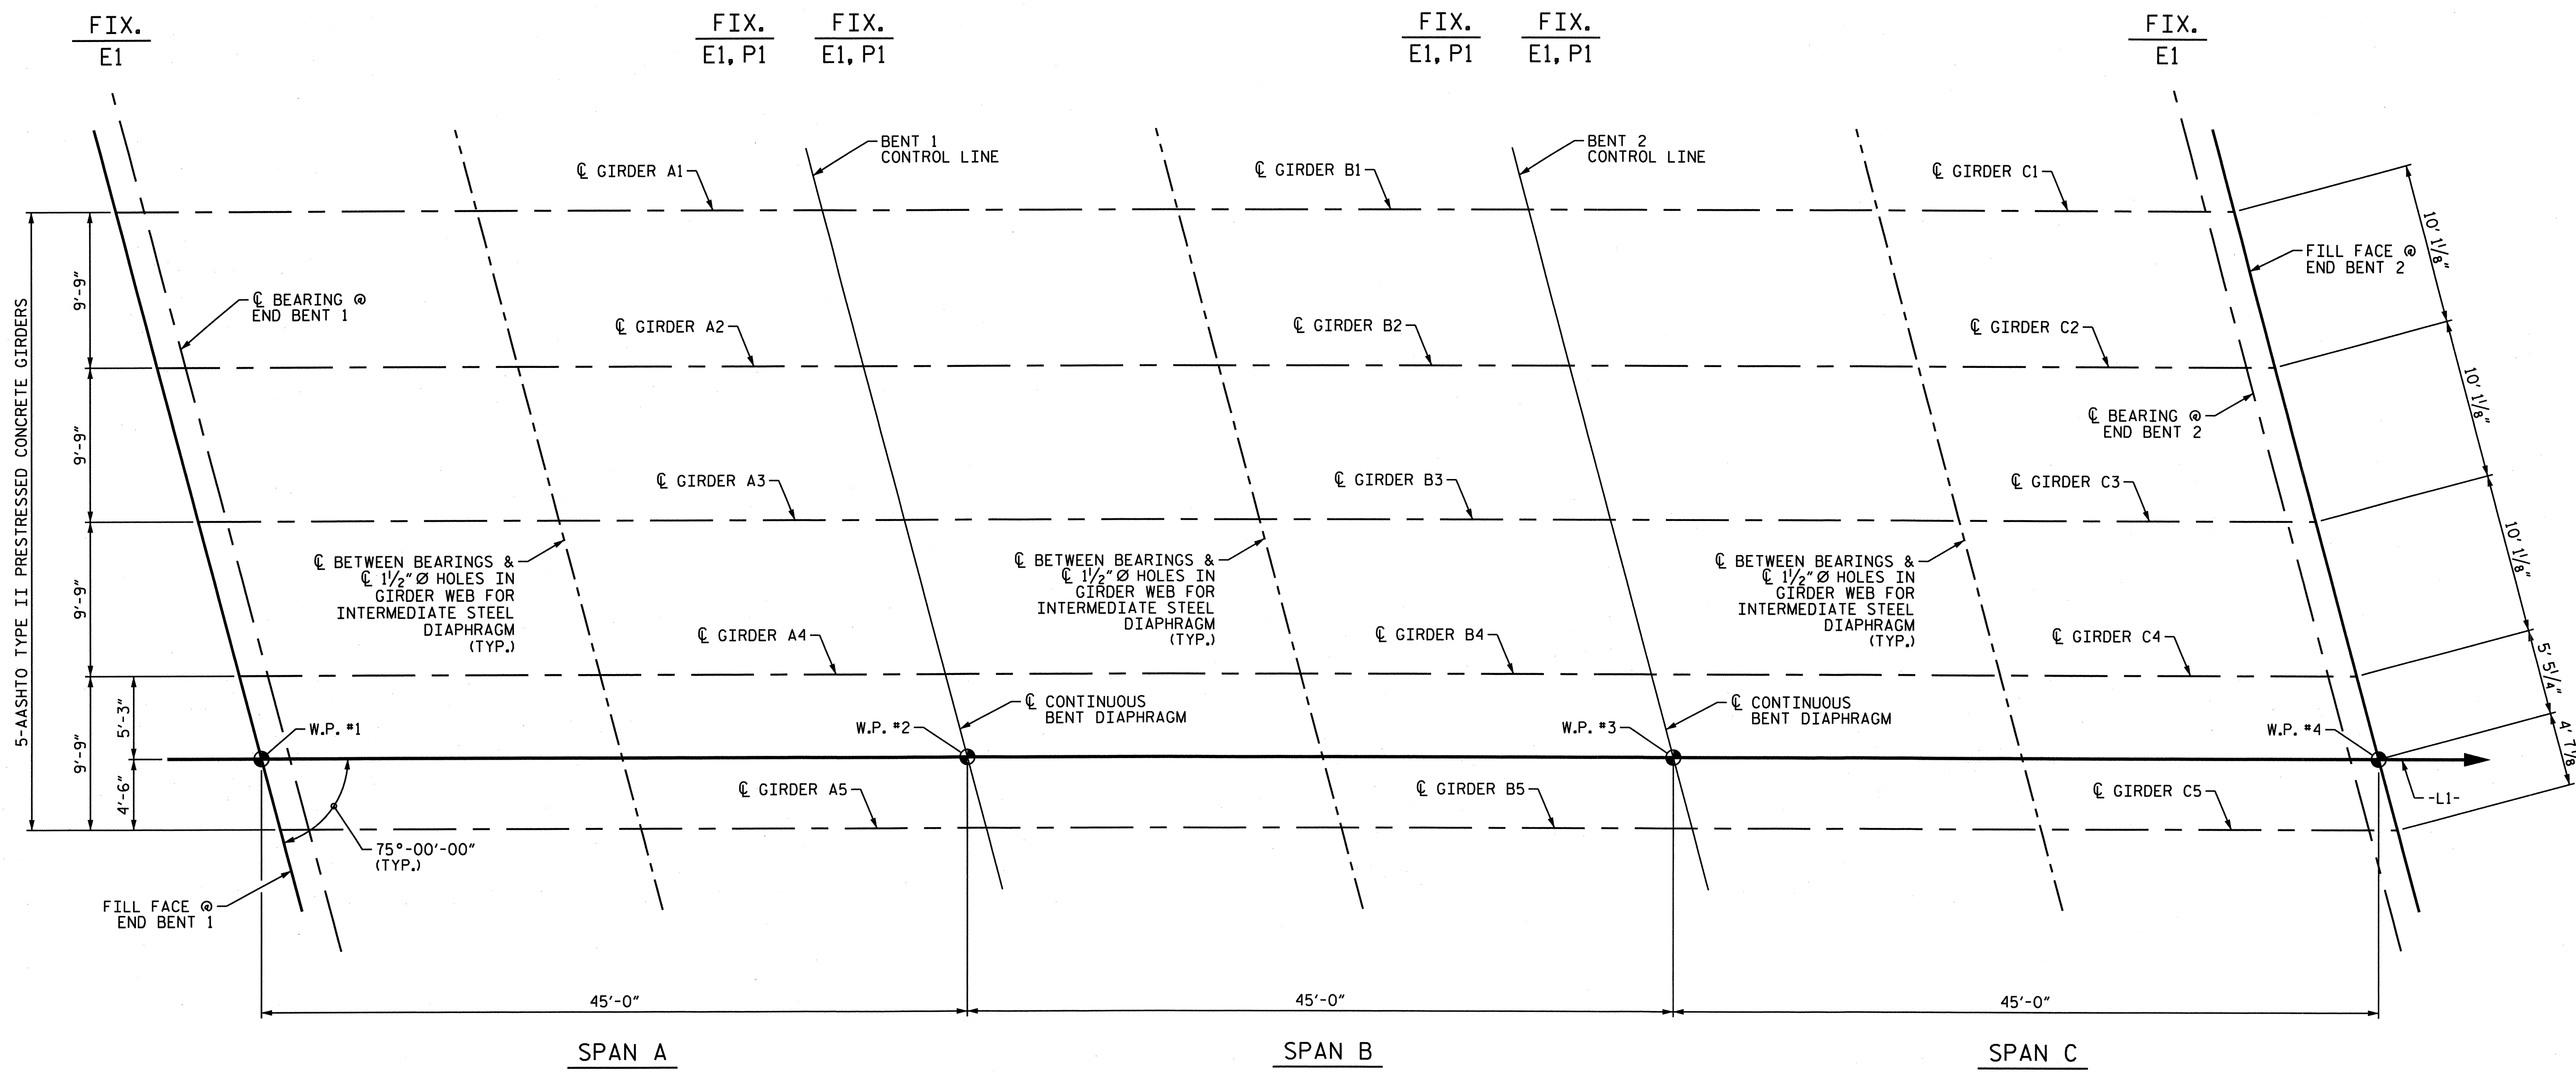 FIX.
E1
FIX.
E1, P1
FIX.
E1, P1
FIX.
E1, P1
FIX.
E1, P1
FIX.
E1
BENT 1
CONTROL LINE
BENT 2
CONTROL LINE
℄ GIRDER A1
℄ GIRDER B1
℄ GIRDER C1
10' 1 1/8"
FILL FACE @
END BENT 2
9'-9"
℄ BEARING @
END BENT 1
5-AASHTO TYPE II PRESTRESSED CONCRETE GIRDERS
℄ GIRDER A2
℄ GIRDER B2
℄ GIRDER C2
10' 1 1/8"
℄ BEARING @
END BENT 2
9'-9"
℄ GIRDER A3
℄ GIRDER B3
℄ GIRDER C3
10' 1 1/8"
℄ BETWEEN BEARINGS &
℄ 1 1/2" Ø HOLES IN
GIRDER WEB FOR
INTERMEDIATE STEEL
DIAPHRAGM
(TYP.)
℄ BETWEEN BEARINGS &
℄ 1 1/2" Ø HOLES IN
GIRDER WEB FOR
INTERMEDIATE STEEL
DIAPHRAGM
(TYP.)
℄ BETWEEN BEARINGS &
℄ 1 1/2" Ø HOLES IN
GIRDER WEB FOR
INTERMEDIATE STEEL
DIAPHRAGM
(TYP.)
9'-9"
℄ GIRDER A4
℄ GIRDER B4
℄ GIRDER C4
5' 5 1/4"
9'-9"
5'-3"
4'-6"
℄ CONTINUOUS
BENT DIAPHRAGM
℄ CONTINUOUS
BENT DIAPHRAGM
W.P. #1
W.P. #2
W.P. #3
W.P. #4
4' 7 1/8
℄ GIRDER A5
℄ GIRDER B5
℄ GIRDER C5
-L1-
75°-00'-00"
(TYP.)
FILL FACE @
END BENT 1
45'-0"
45'-0"
45'-0"
SPAN A
SPAN B
SPAN C